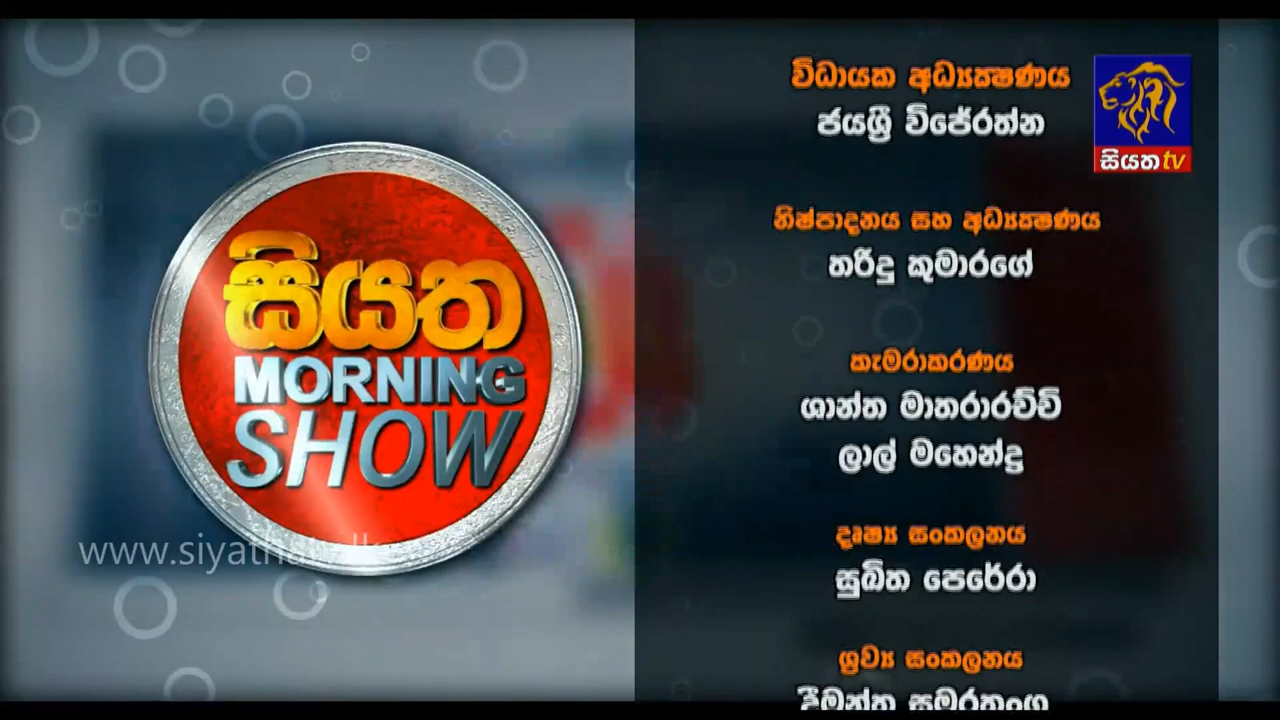 සියත
MORNING
SHOW
විධායක අධ්‍යක්ෂණය
ජයශ්‍රී විජේරත්න
සියත tv
නිෂ්පාදනය සහ අධ්‍යක්ෂණය
තරිදු කුමාරගේ
කැමරාකරණය
ශාන්ත මාතරාරච්චි
ලාල් මහේන්ද්‍ර
දෘෂ්‍ය සංකලනය
සුඛිත පෙරේරා
ශ්‍රව්‍ය සංකලනය